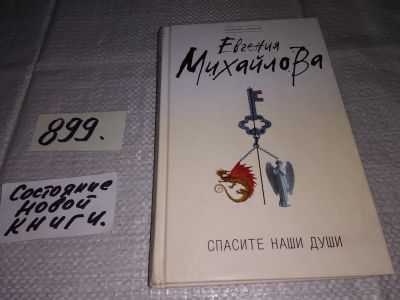 Евгения
Михайлова
СПАСИТЕ НАШИ ДУШИ
899.
Состояние
новой
книги.